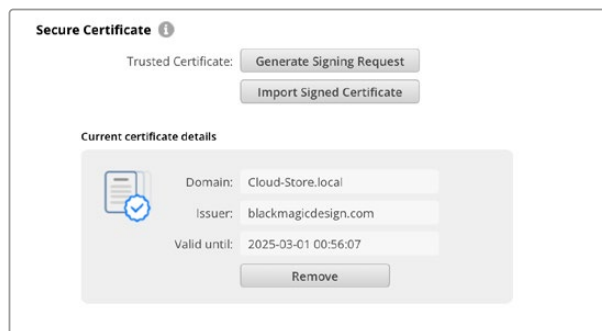 Secure Certificate
Trusted Certificate: Generate Signing Request
Import Signed Certificate
Current certificate details
Domain: Cloud-Store.local
Issuer: blackmagicdesign.com
Valid until: 2025-03-01 00:56:07
Remove